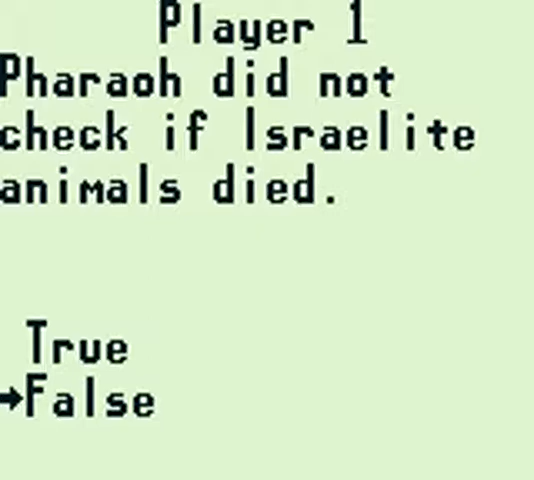 Player 1
Pharaoh did not
check if Israelite
animals died.
True
→False